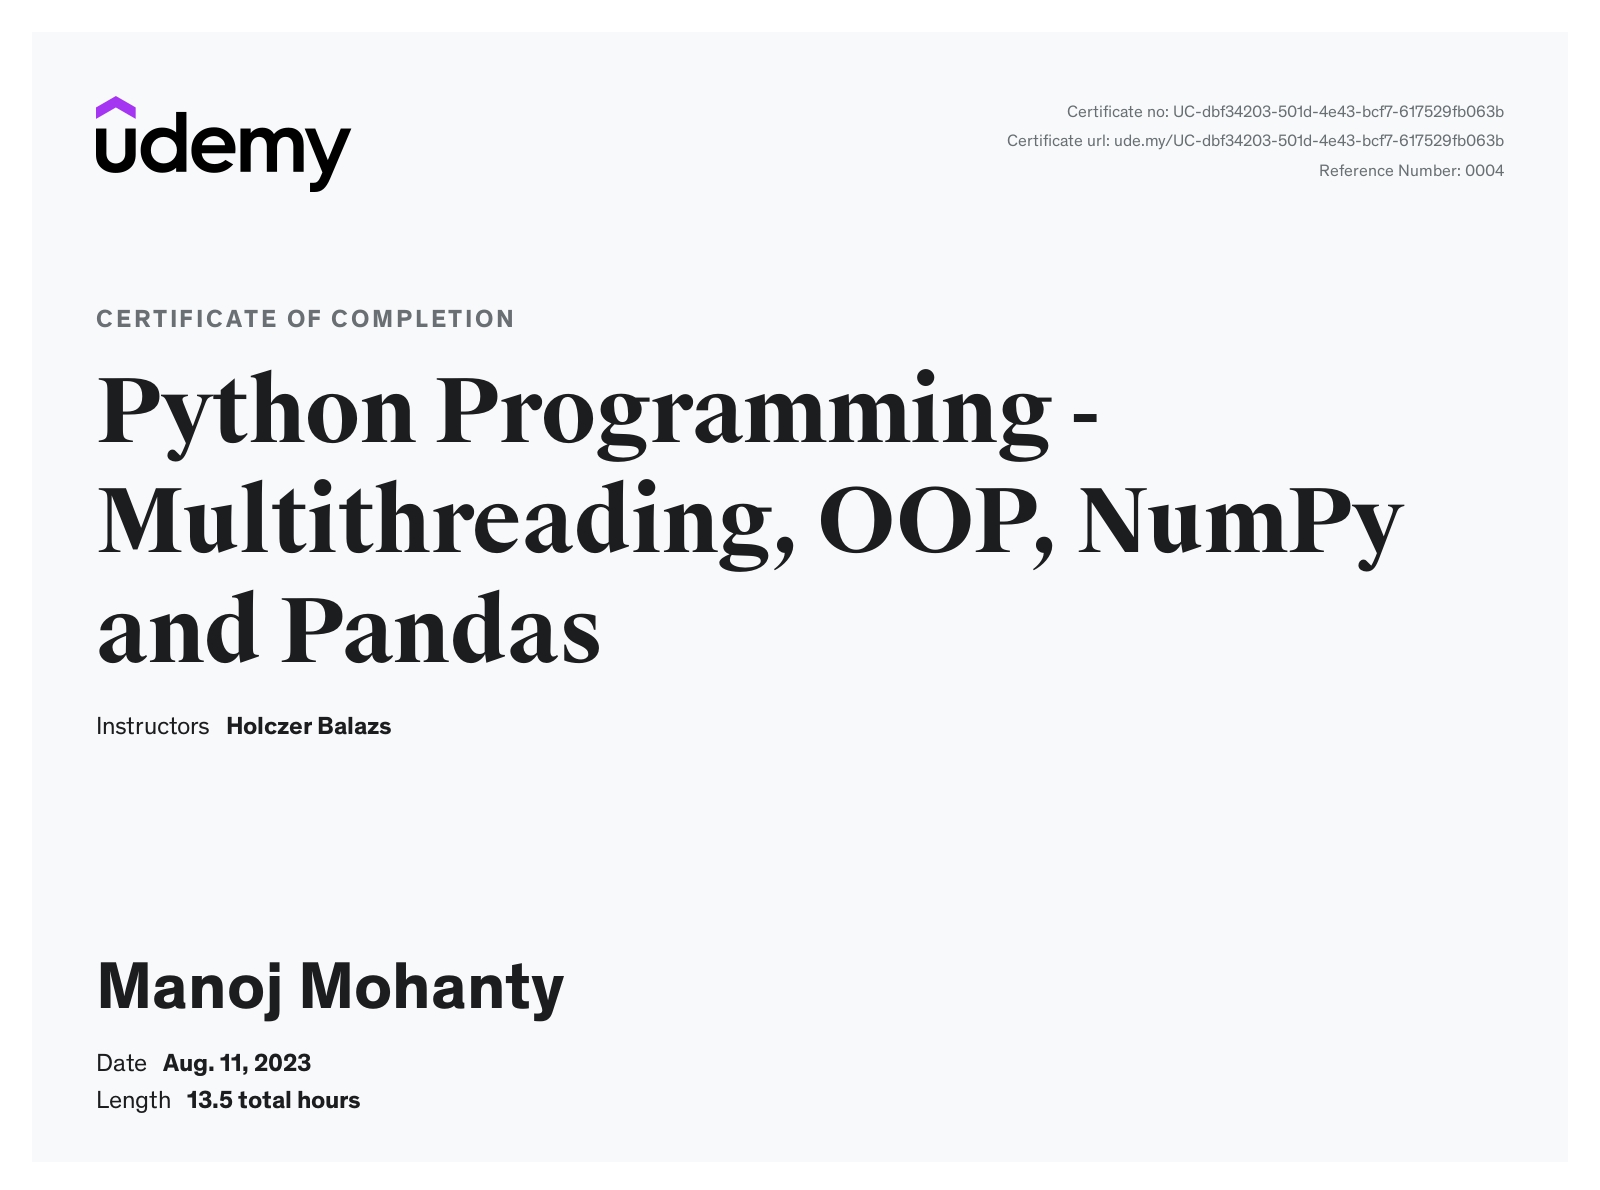 udemy
Certificate no: UC-dbf34203-501d-4e43-bcf7-617529fb063b
Certificate url: ude.my/UC-dbf34203-501d-4e43-bcf7-617529fb063b
Reference Number: 0004
CERTIFICATE OF COMPLETION
Python Programming -
Multithreading, OOP, NumPy
and Pandas
Instructors Holczer Balazs
Manoj Mohanty
Date Aug. 11, 2023
Length 13.5 total hours